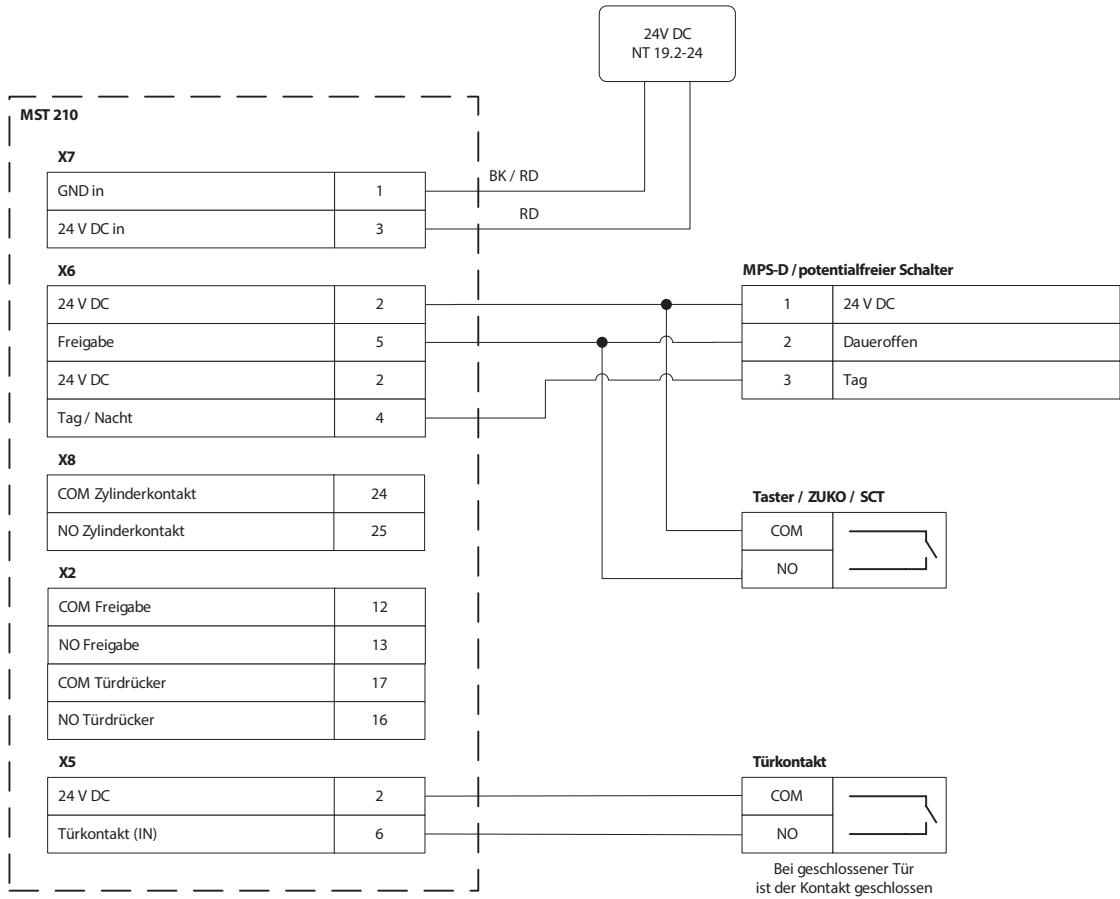 24V DC
NT 19.2-24
MST 210
X7
GND in 1
24 V DC in 3
BK / RD
RD
X6
24 V DC 2
Freigabe 5
24 V DC 2
Tag / Nacht 4
MPS-D / potentialfreier Schalter
1 24 V DC
2 Daueroffen
3 Tag
X8
COM Zylinderkontakt 24
NO Zylinderkontakt 25
Taster / ZUKO / SCT
COM
NO
X2
COM Freigabe 12
NO Freigabe 13
COM Türdrücker 17
NO Türdrücker 16
X5
24 V DC 2
Türkontakt (IN) 6
Türkontakt
COM
NO
Bei geschlossener Tür
ist der Kontakt geschlossen